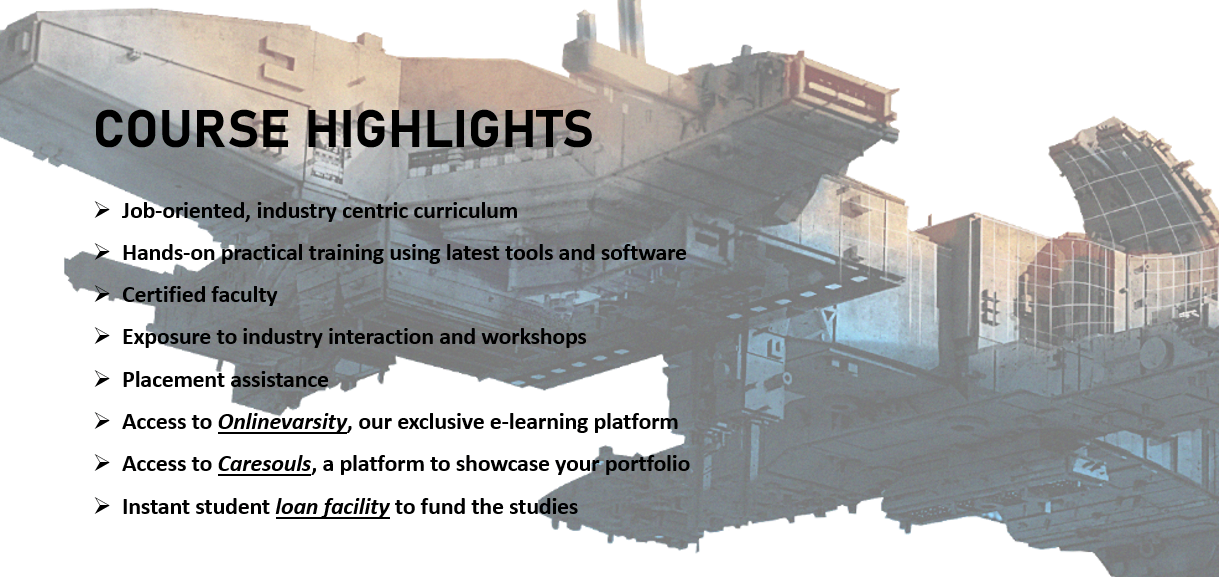 COURSE HIGHLIGHTS
➢ Job-oriented, industry centric curriculum
➢ Hands-on practical training using latest tools and software
➢ Certified faculty
➢ Exposure to industry interaction and workshops
➢ Placement assistance
➢ Access to Onlinevarsity, our exclusive e-learning platform
➢ Access to Caresouls, a platform to showcase your portfolio
➢ Instant student loan facility to fund the studies